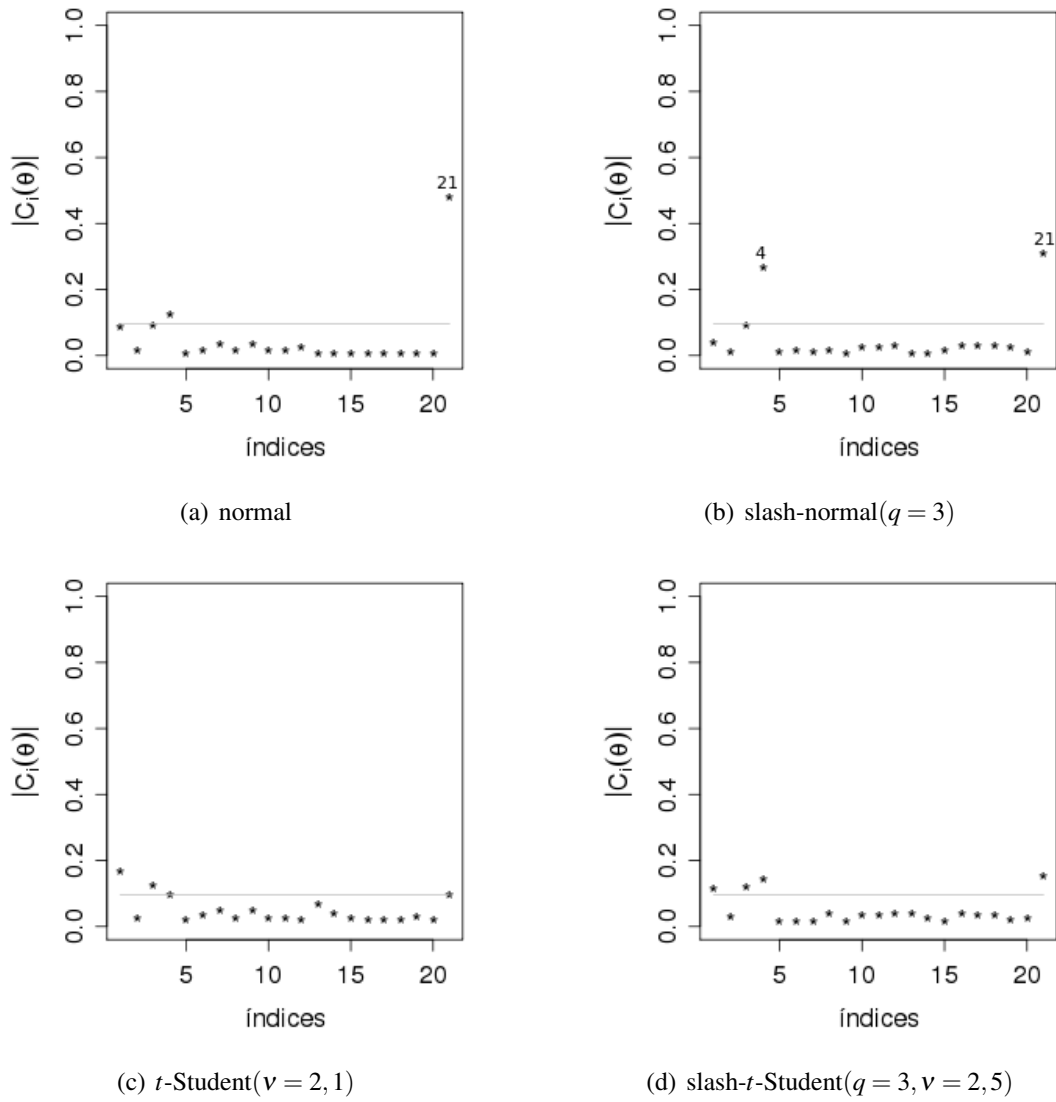 1.0
0.8
0.6
0.4
0.2
0.0
|C_i(θ)|
21
5 10 15 20
índices
(a) normal
1.0
0.8
0.6
0.4
0.2
0.0
|C_i(θ)|
4
21
5 10 15 20
índices
(b) slash-normal(q = 3)
1.0
0.8
0.6
0.4
0.2
0.0
|C_i(θ)|
5 10 15 20
índices
(c) t-Student(ν = 2, 1)
1.0
0.8
0.6
0.4
0.2
0.0
|C_i(θ)|
5 10 15 20
índices
(d) slash-t-Student(q = 3, ν = 2, 5)